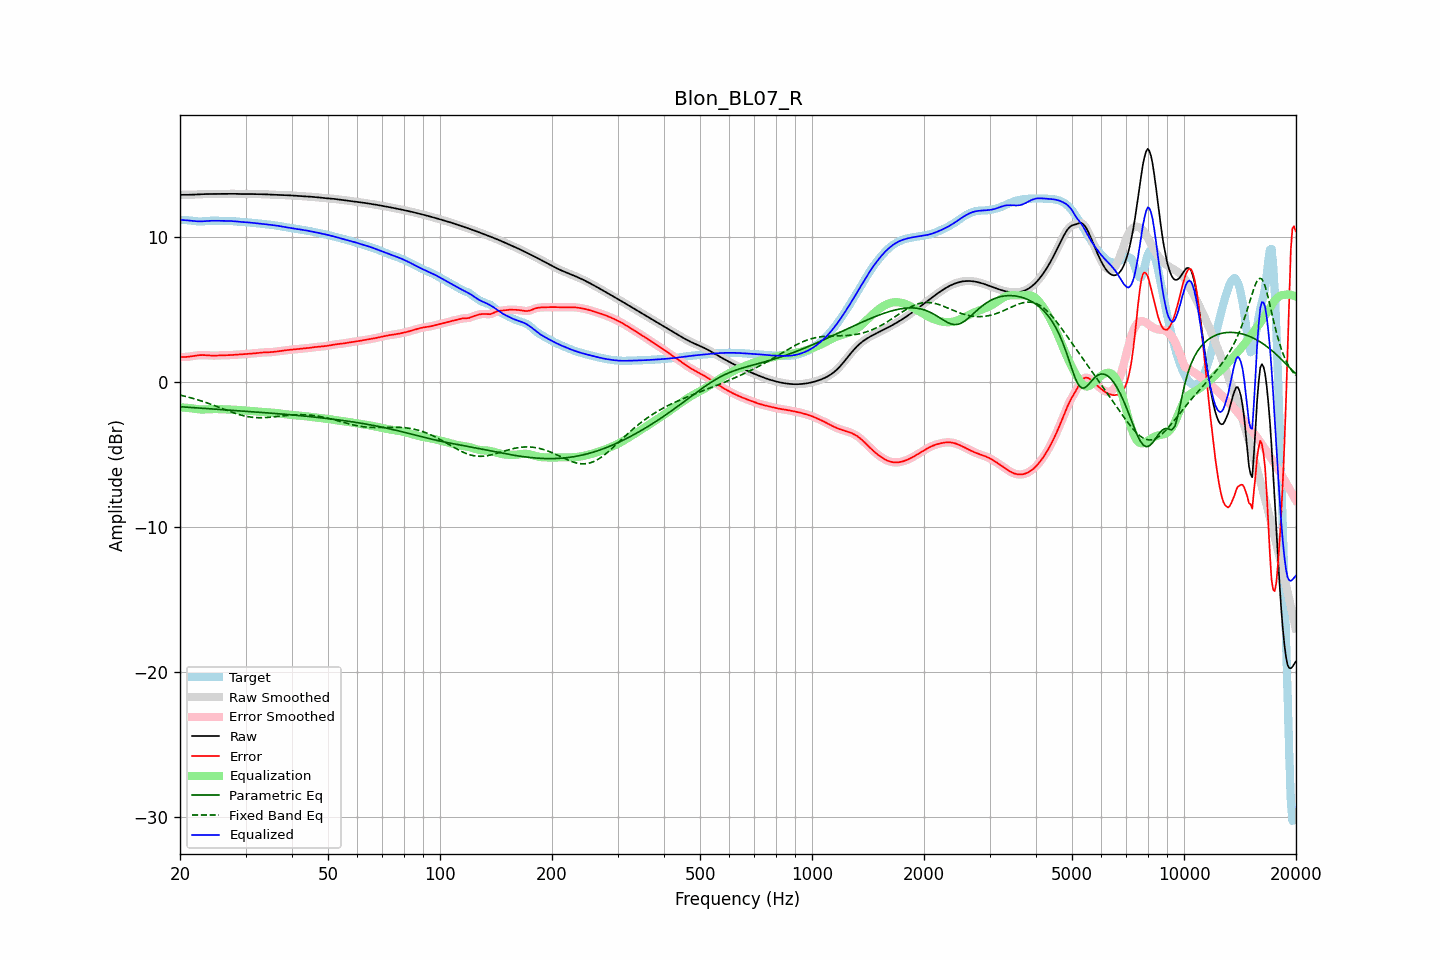 Blon_BL07_R
Amplitude (dBr)
10
0
−10
−20
−30
Target
Raw Smoothed
Error Smoothed
Raw
Error
Equalization
Parametric Eq
Fixed Band Eq
Equalized
20 50 100 200 500 1000 2000 5000 10000 20000
Frequency (Hz)